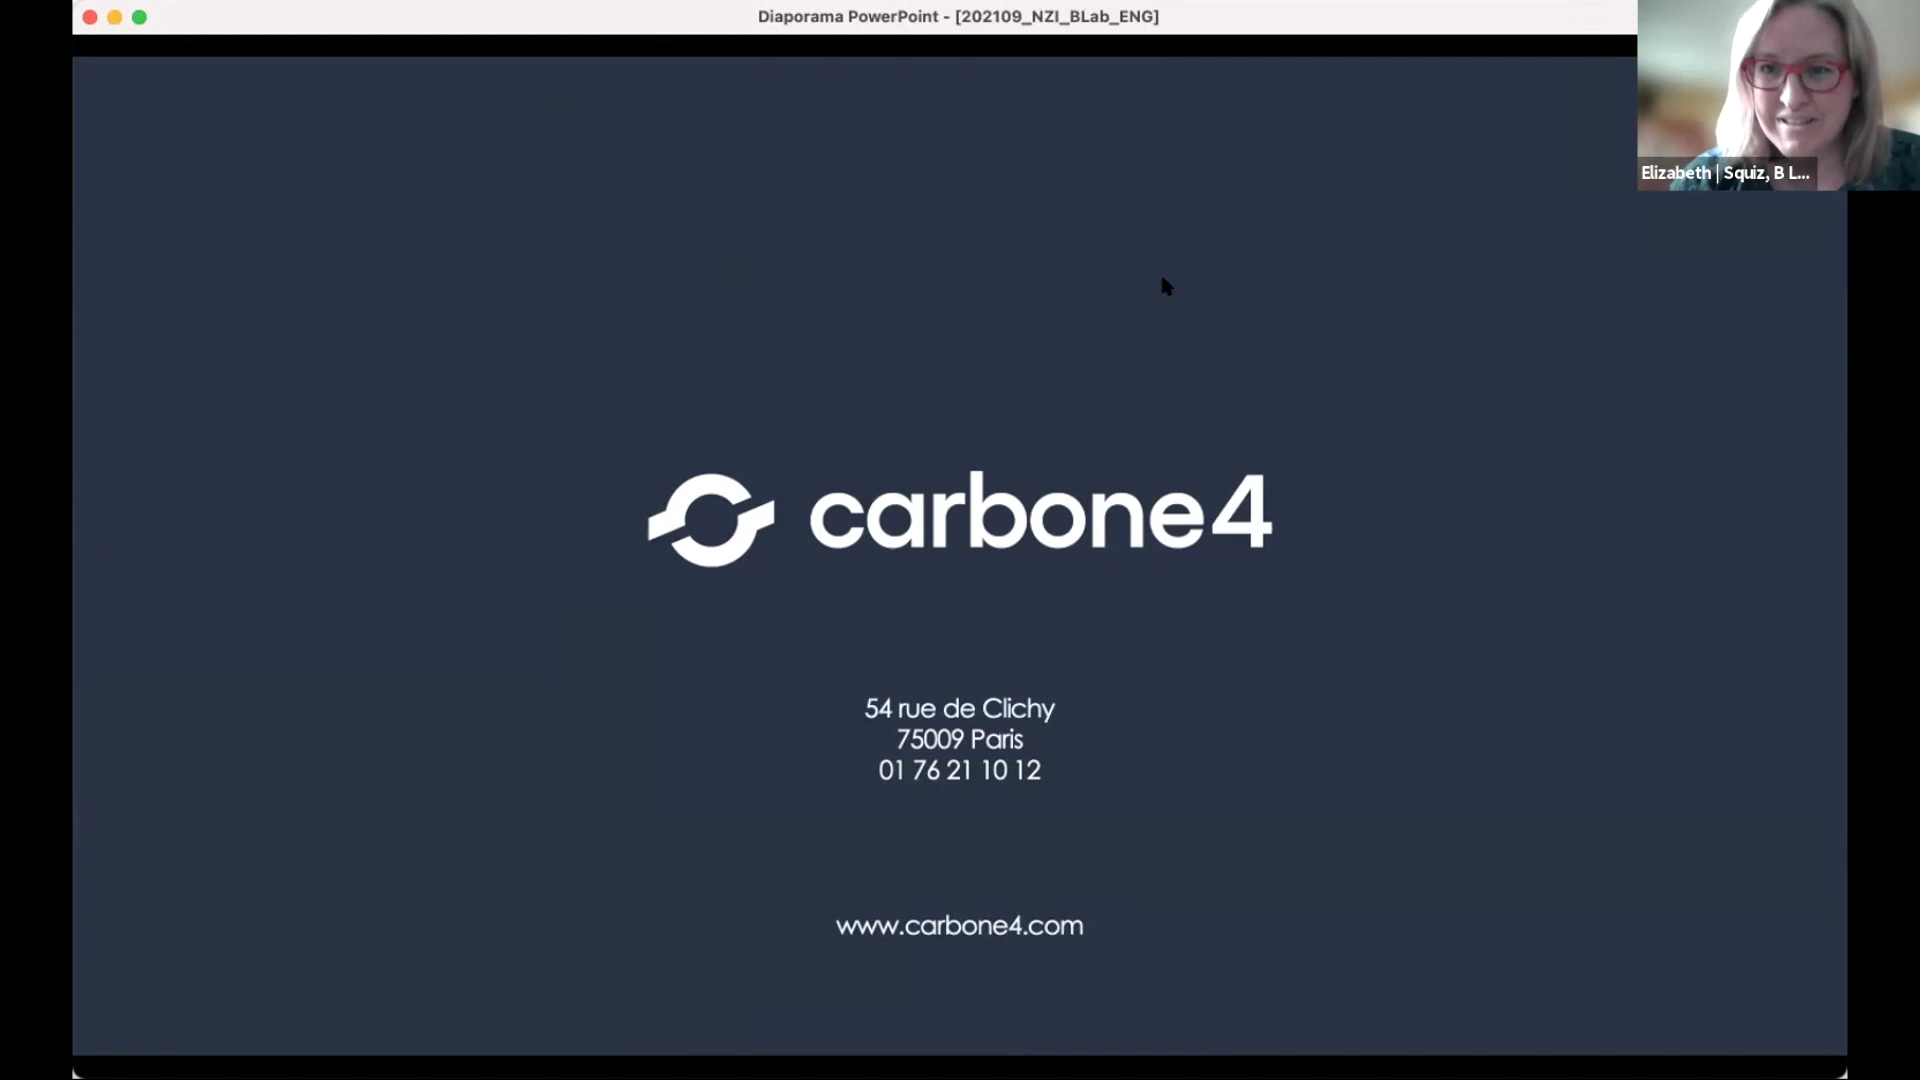 Diaporama PowerPoint - [202109_NZI_BLab_ENG]
Elizabeth | Squiz, B L...
carbone4
54 rue de Clichy
75009 Paris
01 76 21 10 12
www.carbone4.com